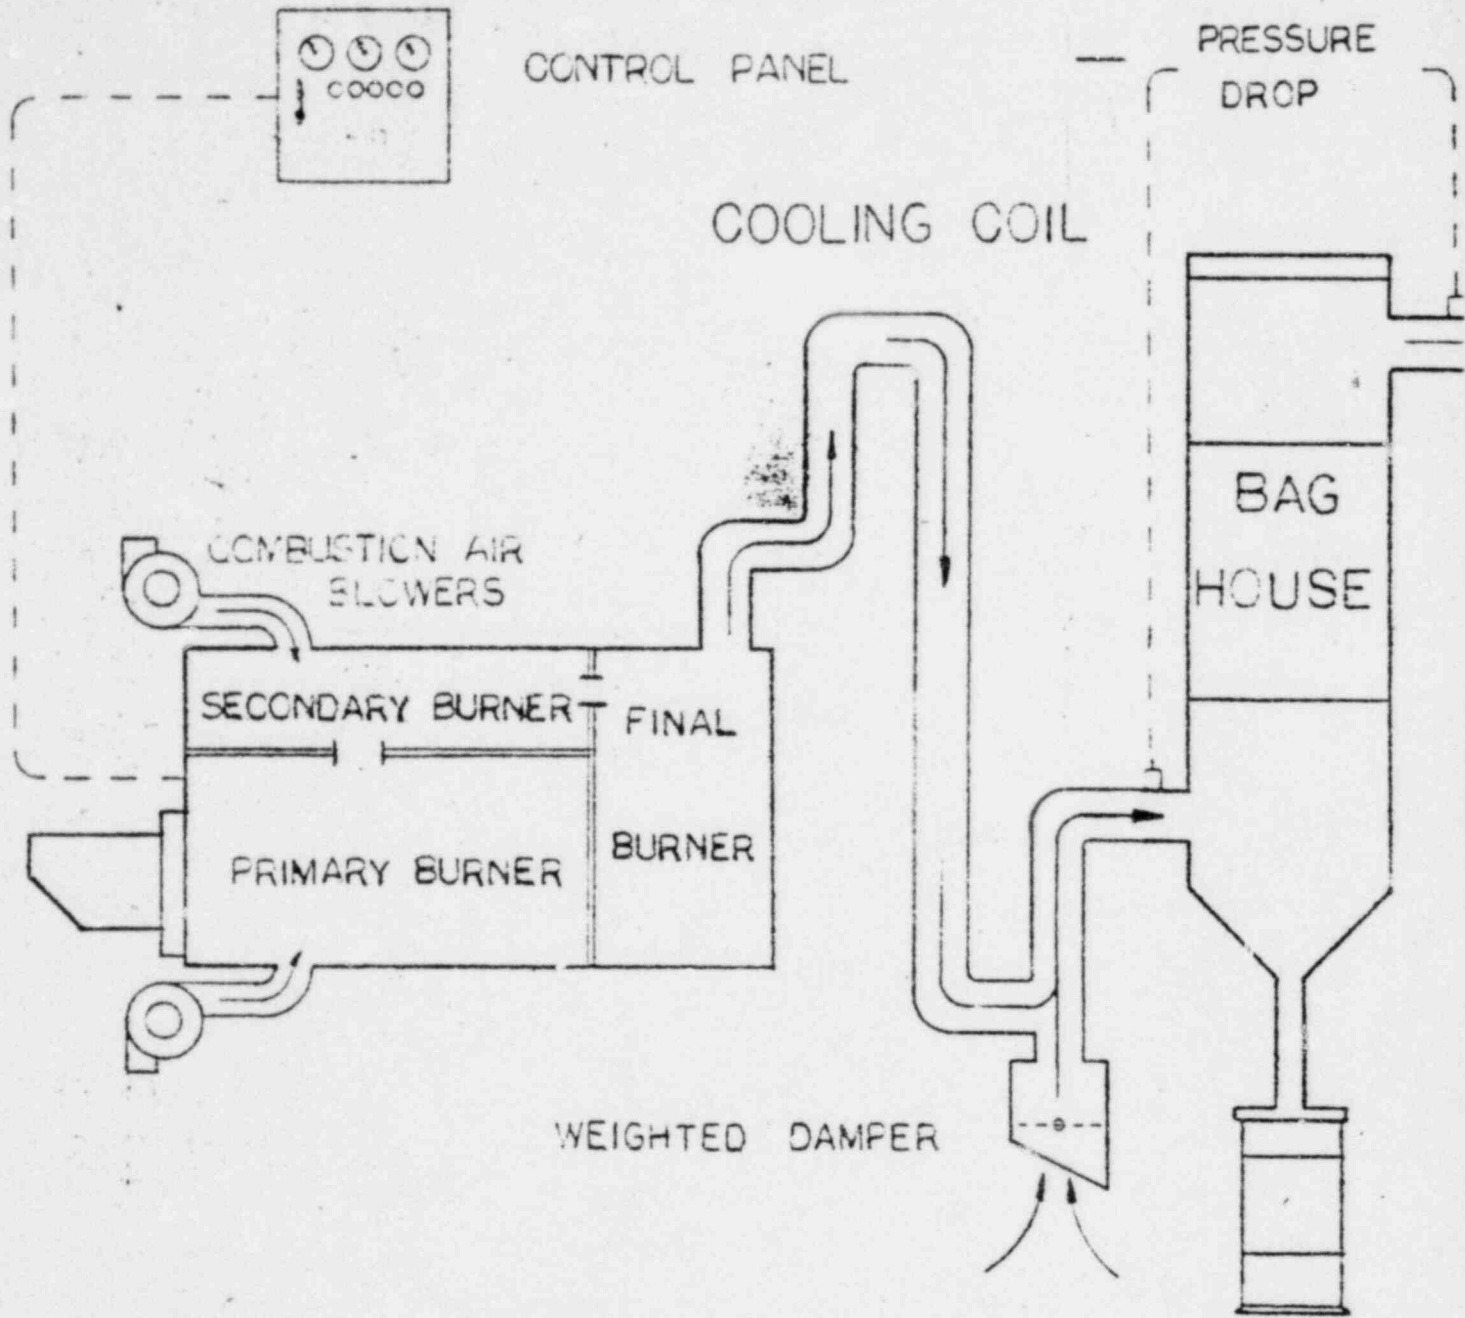 CONTROL PANEL
PRESSURE
DROP
COOLING COIL
BAG
HOUSE
COMBUSTION AIR
BLOWERS
SECONDARY BURNER
FINAL
BURNER
PRIMARY BURNER
WEIGHTED DAMPER